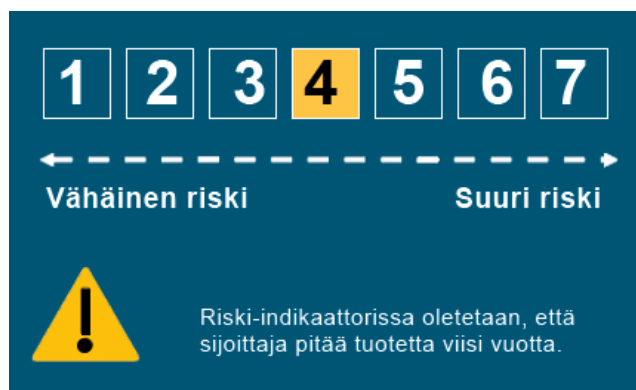 1 2 3 4 5 6 7
Vähäinen riski Suuri riski
!
Riski-indikaattorissa oletetaan, että
sijoittaja pitää tuotetta viisi vuotta.